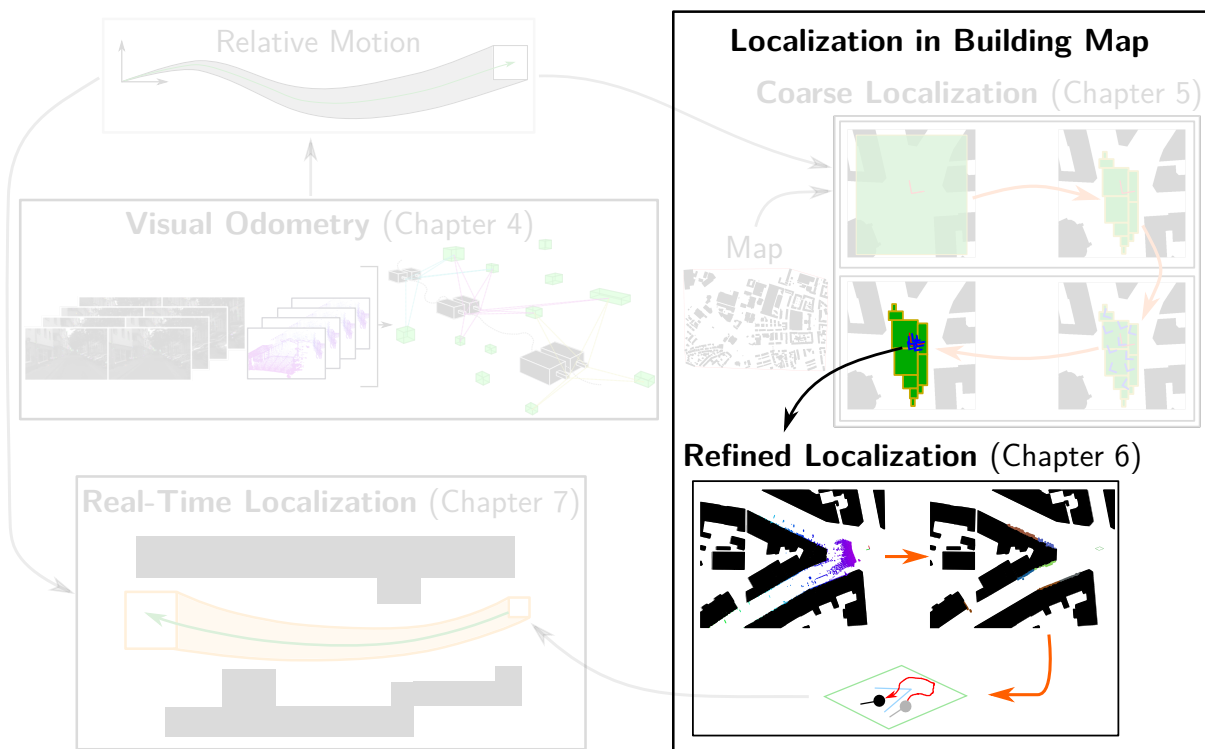 Relative Motion
Localization in Building Map
Coarse Localization (Chapter 5)
Visual Odometry (Chapter 4)
Map
Refined Localization (Chapter 6)
Real-Time Localization (Chapter 7)